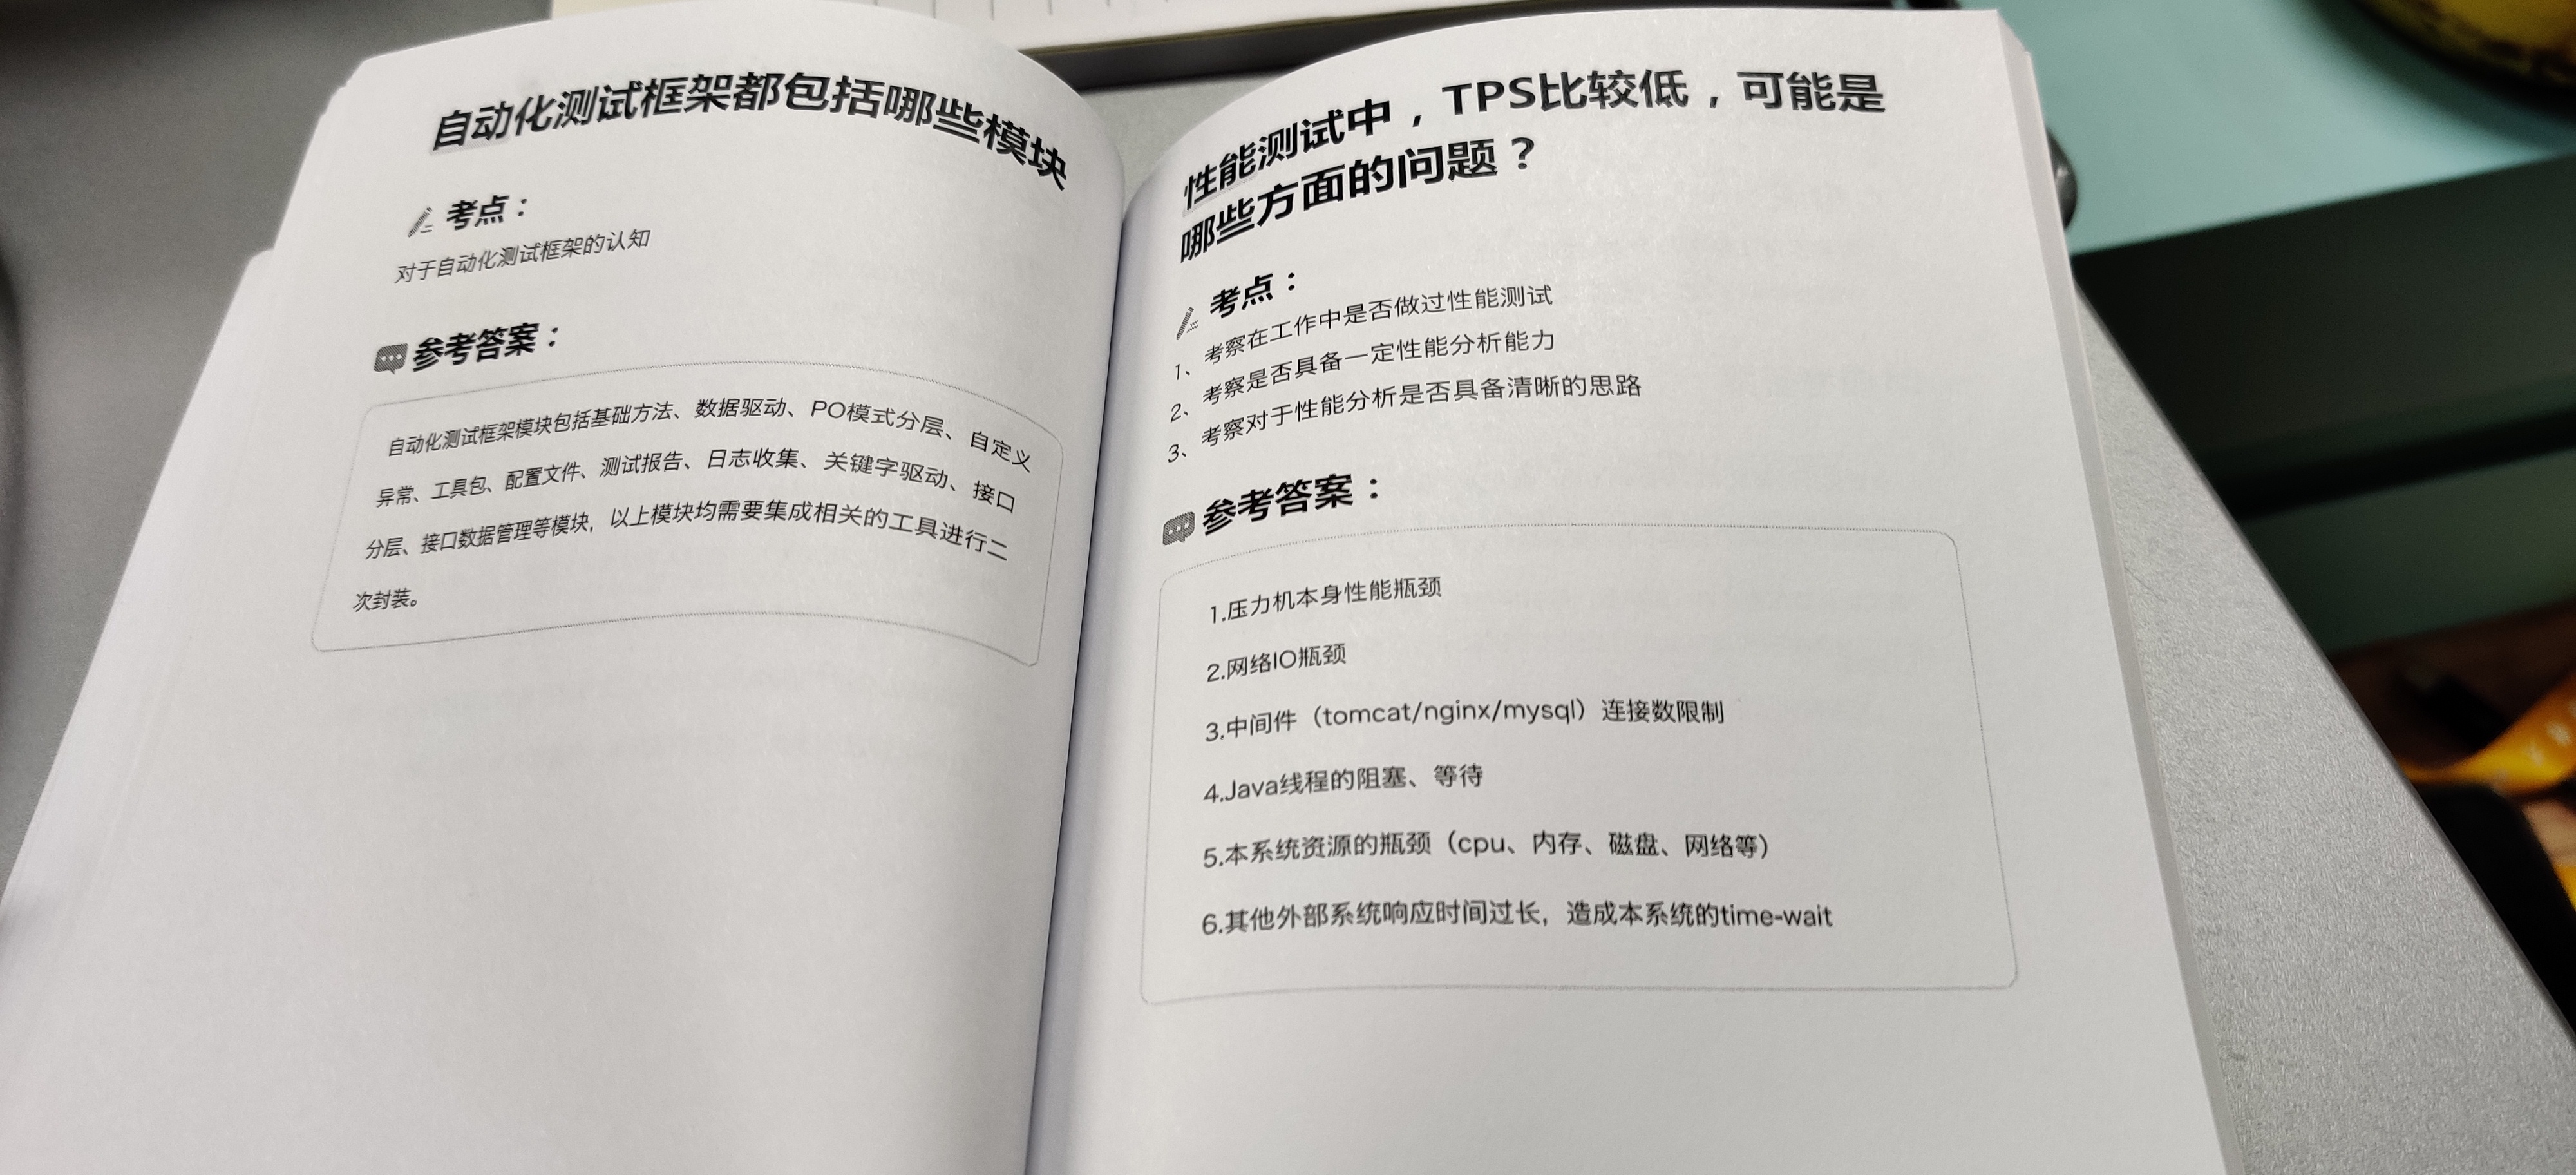 自动化测试框架都包括哪些模块
考点：
对于自动化测试框架的认知
参考答案：
自动化测试框架模块包括基础方法、数据驱动、PO模式分层、自定义
异常、工具包、配置文件、测试报告、日志收集、关键字驱动、接口
分层、接口数据管理等模块，以上模块均需要集成相关的工具进行二
次封装。
性能测试中，TPS比较低，可能是
哪些方面的问题？
考点：
1、考察在工作中是否做过性能测试
2、考察是否具备一定性能分析能力
3、考察对于性能分析是否具备清晰的思路
参考答案：
1.压力机本身性能瓶颈
2.网络IO瓶颈
3.中间件（tomcat/nginx/mysql）连接数限制
4.Java线程的阻塞、等待
5.本系统资源的瓶颈（cpu、内存、磁盘、网络等）
6.其他外部系统响应时间过长，造成本系统的time-wait